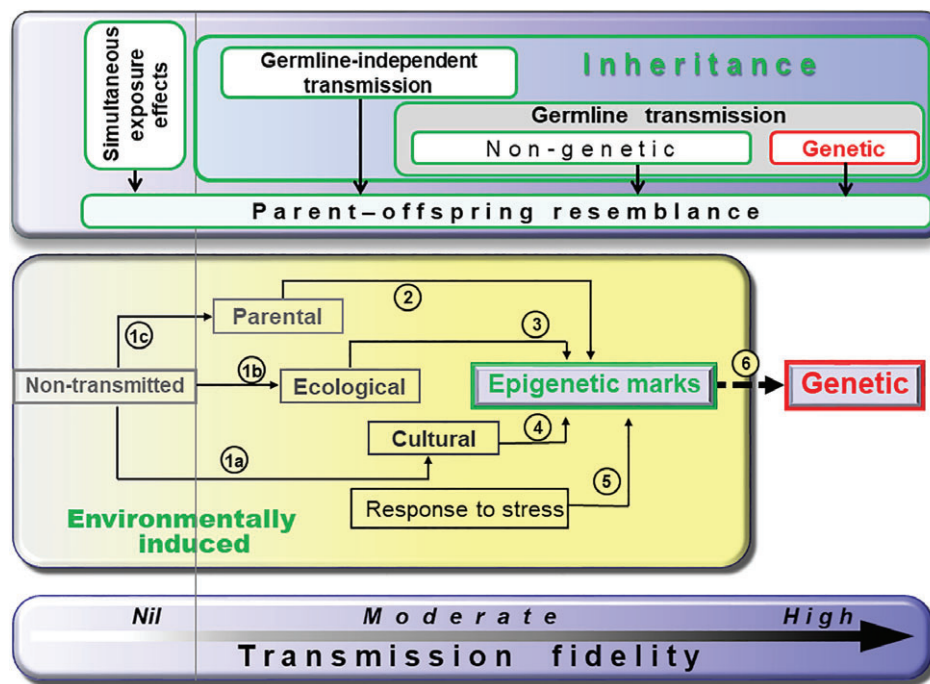 Simultaneous
exposure
effects
Germline-independent
transmission
Inheritance
Germline transmission
Non-genetic
Genetic
Parent–offspring resemblance
Parental
2
1c
3
Non-transmitted
1b
Ecological
Epigenetic marks
6
Genetic
Cultural
4
1a
Response to stress
5
Environmentally
induced
Nil
Moderate
High
Transmission fidelity